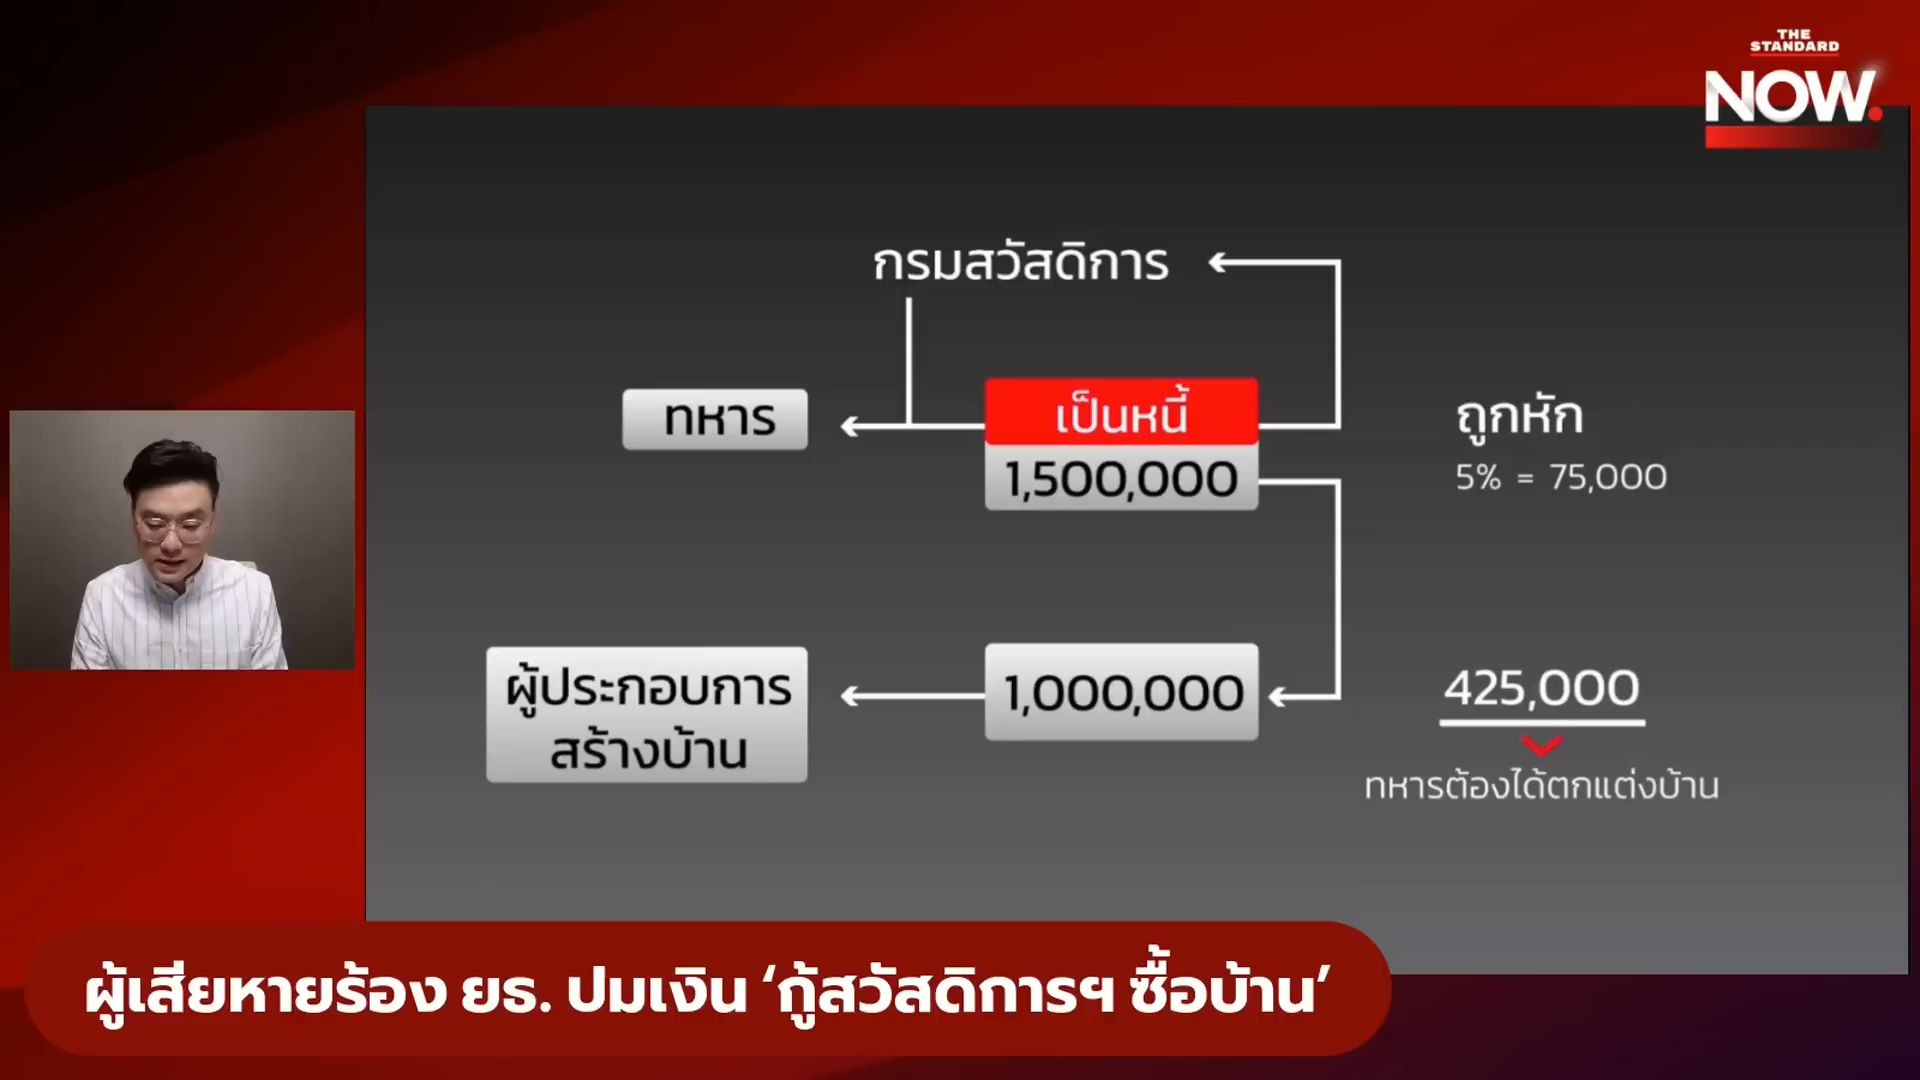 THE
STANDARD
NOW.
กรมสวัสดิการ
ทหาร
เป็นหนี้
1,500,000
ถูกหัก
5% = 75,000
ผู้ประกอบการ
สร้างบ้าน
1,000,000
425,000
ทหารต้องได้ตกแต่งบ้าน
ผู้เสียหายร้อง ยธ. ปมเงิน ‘กู้สวัสดิการฯ ซื้อบ้าน’